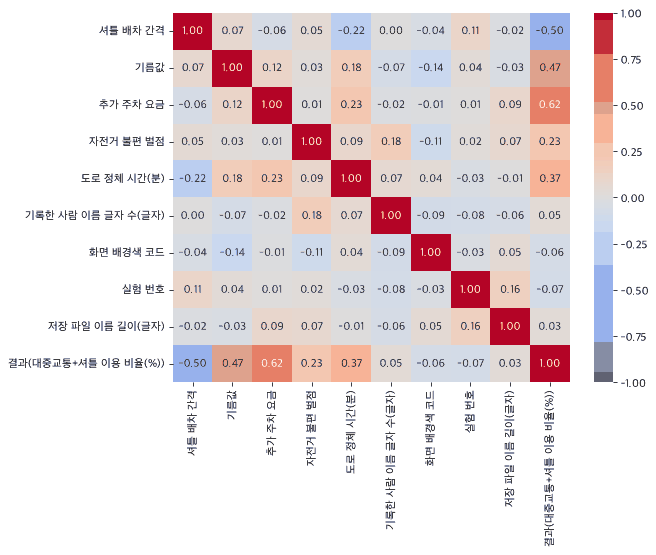 셔틀 배차 간격 1.00 0.07 -0.06 0.05 -0.22 0.00 -0.04 0.11 -0.02 -0.50
기름값 0.07 1.00 0.12 0.03 0.18 -0.07 -0.14 0.04 -0.03 0.47
추가 주차 요금 -0.06 0.12 1.00 0.01 0.23 -0.02 -0.01 0.01 0.09 0.62
자전거 불편 벌점 0.05 0.03 0.01 1.00 0.09 0.18 -0.11 0.02 0.07 0.23
도로 정체 시간(분) -0.22 0.18 0.23 0.09 1.00 0.07 0.04 -0.03 -0.01 0.37
기록한 사람 이름 글자 수(글자) 0.00 -0.07 -0.02 0.18 0.07 1.00 -0.09 -0.08 -0.06 0.05
화면 배경색 코드 -0.04 -0.14 -0.01 -0.11 0.04 -0.09 1.00 -0.03 0.05 -0.06
실험 번호 0.11 0.04 0.01 0.02 -0.03 -0.08 -0.03 1.00 0.16 -0.07
저장 파일 이름 길이(글자) -0.02 -0.03 0.09 0.07 -0.01 -0.06 0.05 0.16 1.00 0.03
결과(대중교통+셔틀 이용 비율(%)) -0.50 0.47 0.62 0.23 0.37 0.05 -0.06 -0.07 0.03 1.00
셔틀 배차 간격
기름값
추가 주차 요금
자전거 불편 벌점
도로 정체 시간(분)
기록한 사람 이름 글자 수(글자)
화면 배경색 코드
실험 번호
저장 파일 이름 길이(글자)
결과(대중교통+셔틀 이용 비율(%))
1.00
0.75
0.50
0.25
0.00
-0.25
-0.50
-0.75
-1.00